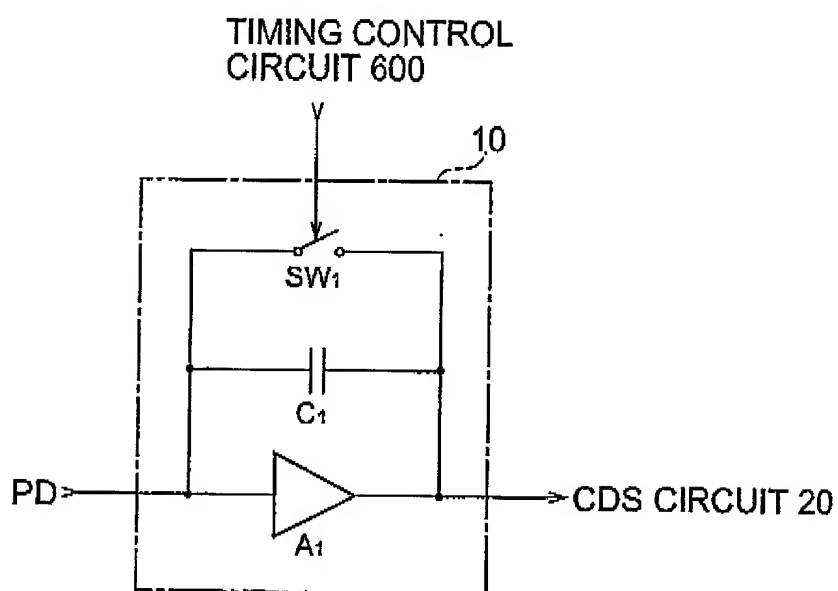 TIMING CONTROL
CIRCUIT 600
10
SW1
C1
PD
CDS CIRCUIT 20
A1